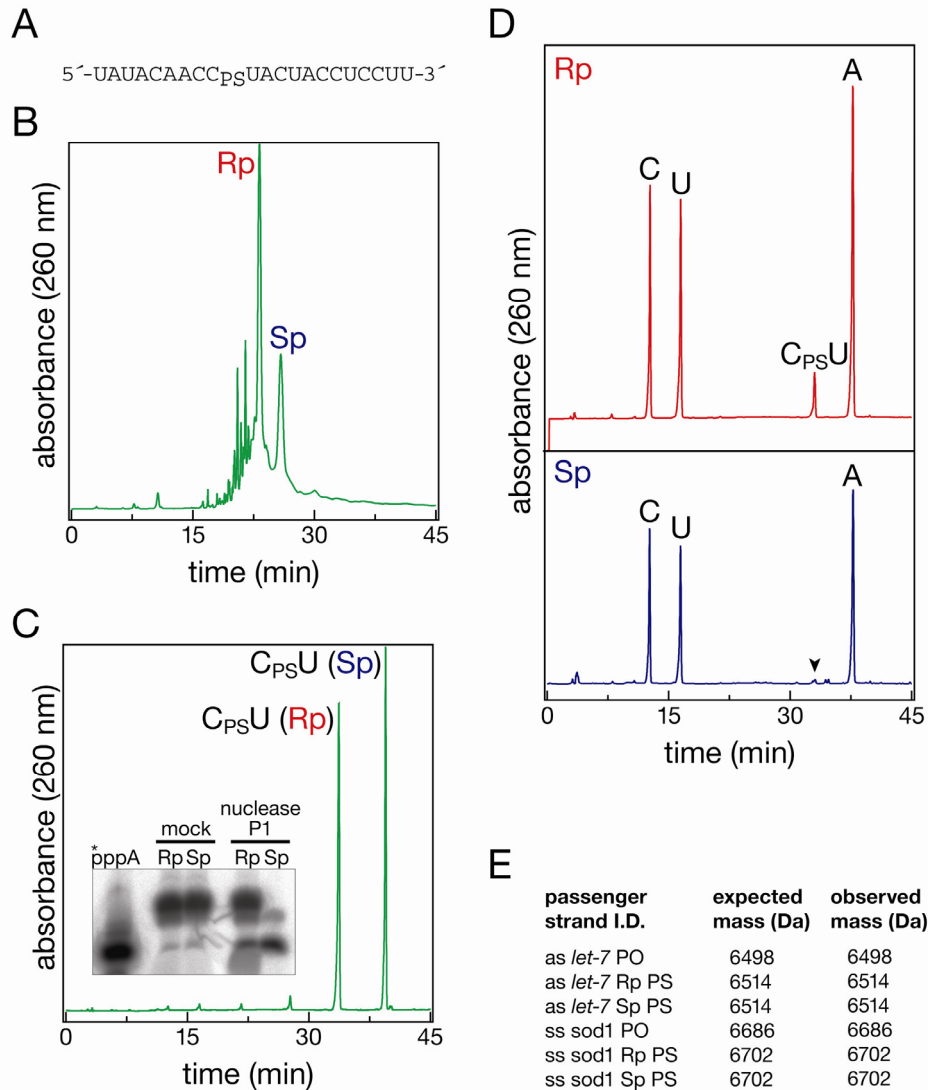 A
5´-UAUACAACCPSUACUACCUCCUU-3´
B
Rp
Sp
absorbance (260 nm)
0 15 30 45
time (min)
C
CPSU (Sp)
CPSU (Rp)
absorbance (260 nm)
nuclease
mock P1
*
pppA Rp Sp Rp Sp
0 15 30 45
time (min)
D
Rp
A
C
U
CPSU
absorbance (260 nm)
Sp
A
C
U
0 15 30 45
time (min)
E
passenger expected observed
strand I.D. mass (Da) mass (Da)
as let-7 PO 6498 6498
as let-7 Rp PS 6514 6514
as let-7 Sp PS 6514 6514
ss sod1 PO 6686 6686
ss sod1 Rp PS 6702 6702
ss sod1 Sp PS 6702 6702